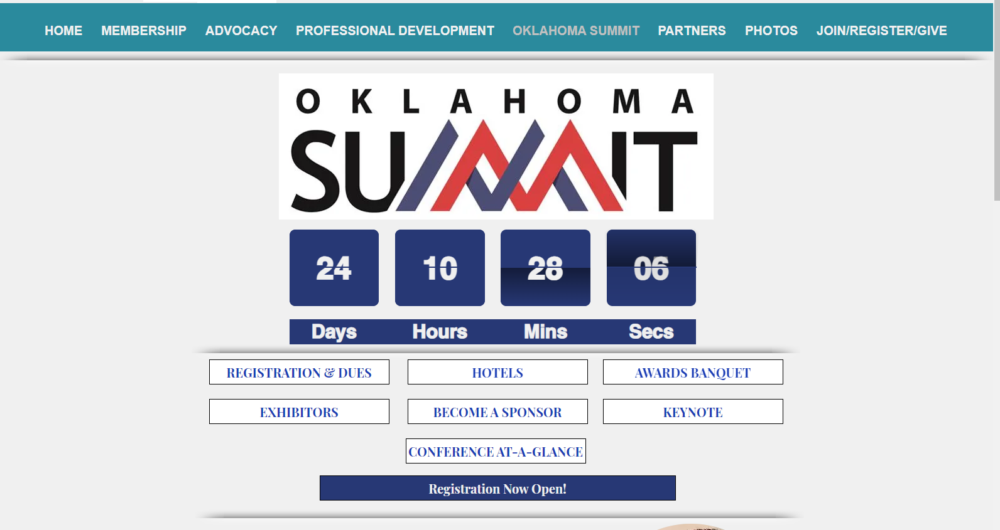 HOME MEMBERSHIP ADVOCACY PROFESSIONAL DEVELOPMENT OKLAHOMA SUMMIT PARTNERS PHOTOS JOIN/REGISTER/GIVE
OKLAHOMA
SUMMIT
24 10 28 06
Days Hours Mins Secs
REGISTRATION & DUES HOTELS AWARDS BANQUET
EXHIBITORS BECOME A SPONSOR KEYNOTE
CONFERENCE AT-A-GLANCE
Registration Now Open!